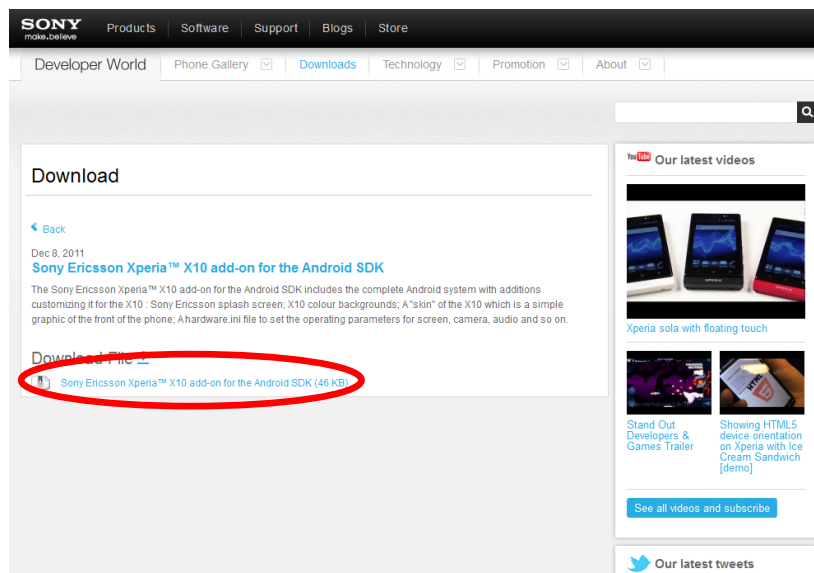 SONY
make.believe
Products
Software
Support
Blogs
Store
Developer World
Phone Gallery
Downloads
Technology
Promotion
About
Download
Back
Dec 8, 2011
Sony Ericsson Xperia™ X10 add-on for the Android SDK
The Sony Ericsson Xperia™ X10 add-on for the Android SDK includes the complete Android system with additions
customizing it for the X10 : Sony Ericsson splash screen; X10 colour backgrounds; A "skin" of the X10 which is a simple
graphic of the front of the phone; A hardware.ini file to set the operating parameters for screen, camera, audio and so on.
Download File
Sony Ericsson Xperia™ X10 add-on for the Android SDK (46 KB)
YouTube Our latest videos
XPERIA
Xperia sola with floating touch
HTML
5
Stand Out
Developers &
Games Trailer
Showing HTML5
device orientation
on Xperia with Ice
Cream Sandwich
[demo]
See all videos and subscribe
Our latest tweets